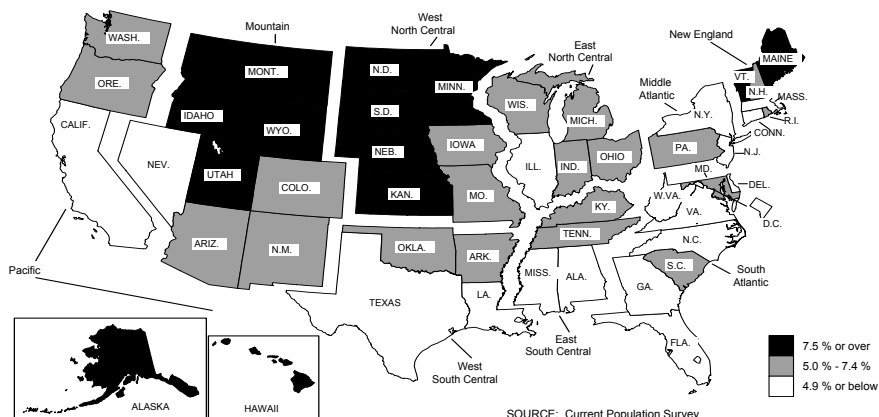 Mountain
West
North Central
East
North Central
New England
Middle
Atlantic
WASH.
ORE.
CALIF.
NEV.
IDAHO
MONT.
WYO.
UTAH
COLO.
ARIZ.
N.M.
N.D.
S.D.
NEB.
KAN.
MINN.
IOWA
MO.
WIS.
MICH.
ILL.
IND.
OHIO
KY.
TENN.
OKLA.
ARK.
TEXAS
LA.
MISS.
ALA.
GA.
FLA.
S.C.
N.C.
VA.
W.VA.
MD.
DEL.
D.C.
PA.
N.J.
N.Y.
CONN.
R.I.
MASS.
N.H.
VT.
MAINE
Pacific
South
Atlantic
East
South Central
West
South Central
ALASKA
HAWAII
7.5 % or over
5.0 % - 7.4 %
4.9 % or below
SOURCE: Current Population Survey